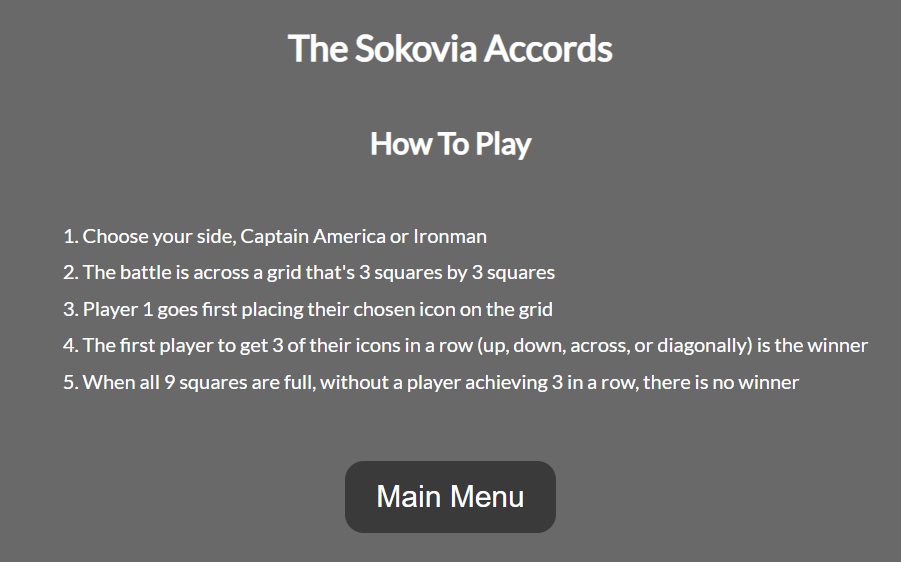 The Sokovia Accords
How To Play
1. Choose your side, Captain America or Ironman
2. The battle is across a grid that's 3 squares by 3 squares
3. Player 1 goes first placing their chosen icon on the grid
4. The first player to get 3 of their icons in a row (up, down, across, or diagonally) is the winner
5. When all 9 squares are full, without a player achieving 3 in a row, there is no winner
Main Menu